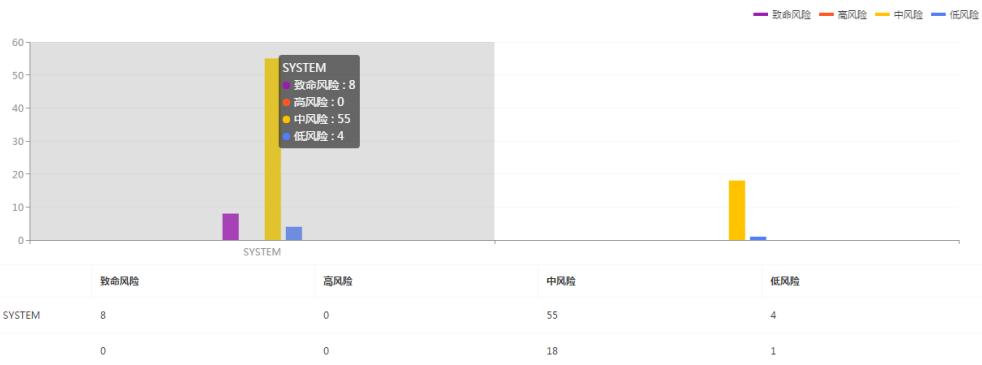 致命风险 高风险 中风险 低风险
60
50
40
30
20
10
0
SYSTEM
致命风险 : 8
高风险 : 0
中风险 : 55
低风险 : 4
SYSTEM
致命风险 高风险 中风险 低风险
SYSTEM 8 0 55 4
0 0 18 1